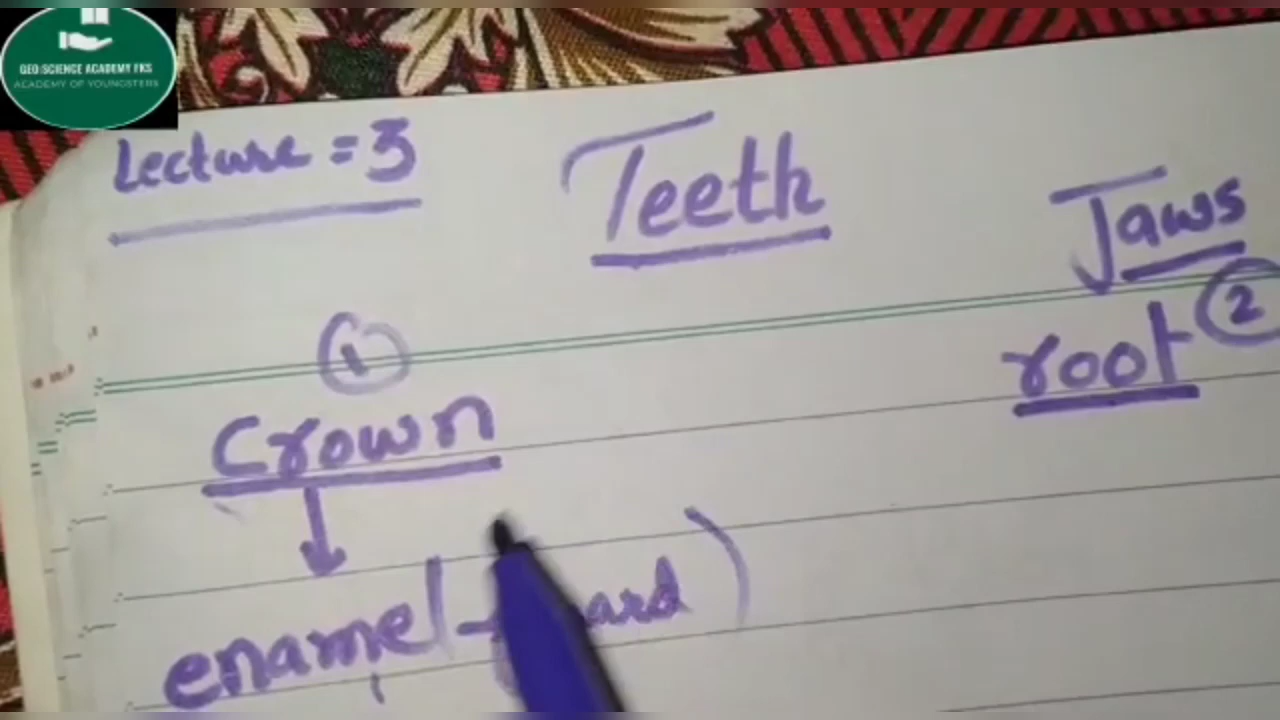 GEO:SCIENCE ACADEMY FKS
ACADEMY OF YOUNGSTERS
Lecture = 3
Teeth
Jaws
1
Crown
root 2
enamel